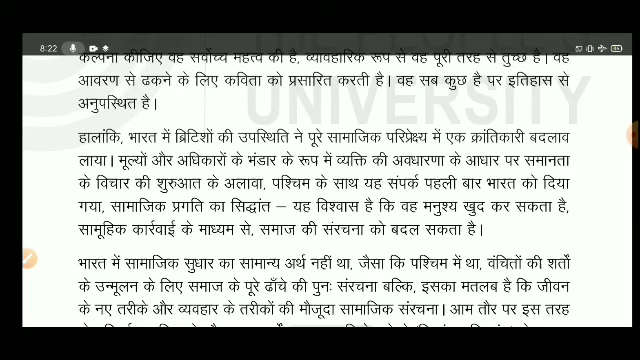 8:22
कल्पना कीजिए वह सर्वोच्च महत्व की है, व्यावहारिक रूप से वह पूरी तरह से तुच्छ है। वह
आवरण से ढकने के लिए कविता को प्रसारित करती है। वह सब कुछ है पर इतिहास से
अनुपस्थित है।
UNIVERSITY
हालांकि, भारत में ब्रिटिशों की उपस्थिति ने पूरे सामाजिक परिप्रेक्ष्य में एक क्रांतिकारी बदलाव
लाया। मूल्यों और अधिकारों के भंडार के रूप में व्यक्ति की अवधारणा के आधार पर समानता
के विचार की शुरुआत के अलावा, पश्चिम के साथ यह संपर्क पहली बार भारत को दिया
गया, सामाजिक प्रगति का सिद्धांत – यह विश्वास है कि वह मनुश्य खुद कर सकता है,
सामूहिक कार्रवाई के माध्यम से, समाज की संरचना को बदल सकता है।
भारत में सामाजिक सुधार का सामान्य अर्थ नहीं था, जैसा कि पश्चिम में था, वंचितों की शर्तों
के उन्मूलन के लिए समाज के पूरे ढाँचे की पुनः संरचना बल्कि, इसका मतलब है कि जीवन
के नए तरीके और व्यवहार के तरीकों की मौजूदा सामाजिक संरचना। आम तौर पर इस तरह